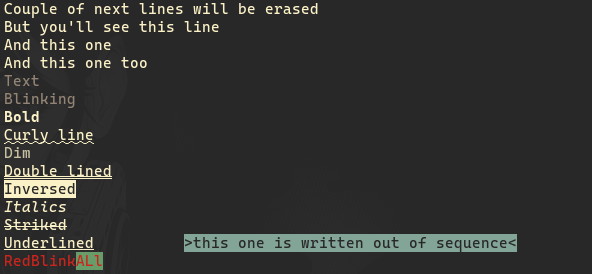 Couple of next lines will be erased
But you'll see this line
And this one
And this one too
Text
Blinking
Bold
Curly line
Dim
Double lined
Inversed
Italics
Striked
Underlined >this one is written out of sequence<
RedBlinkALl